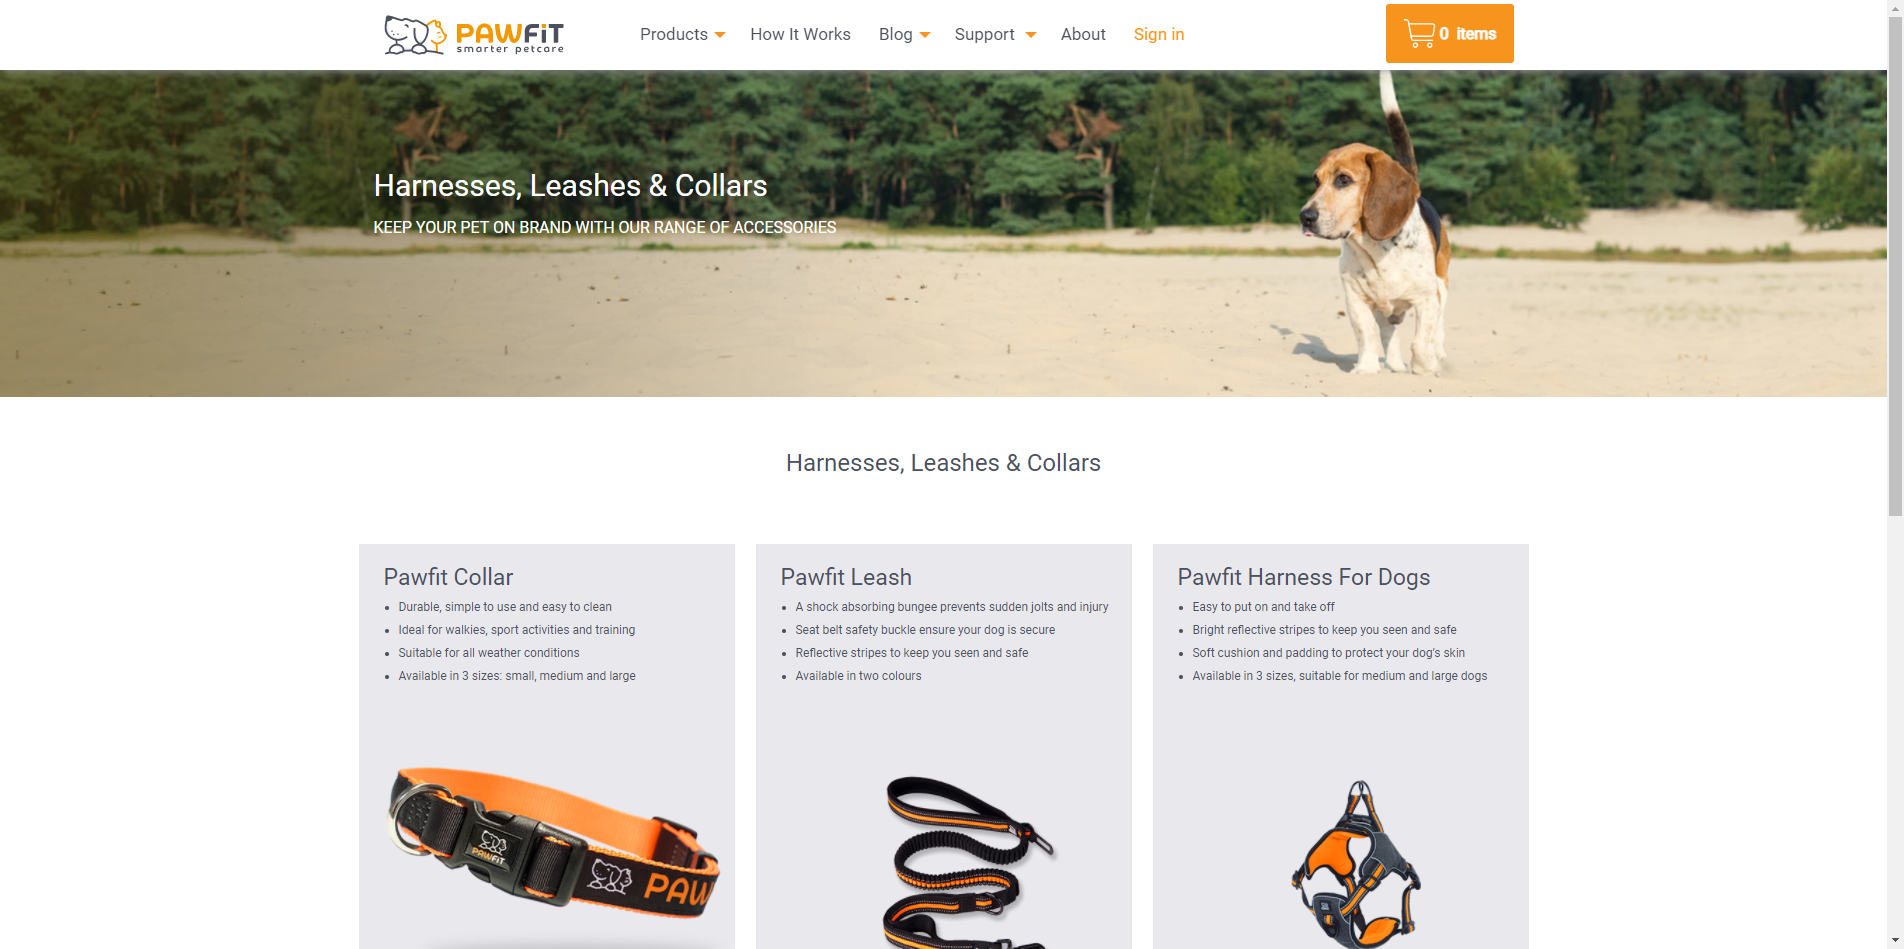 PAWFiT
smarter petcare
Products
How It Works
Blog
Support
About
Sign in
0 items
Harnesses, Leashes & Collars
KEEP YOUR PET ON BRAND WITH OUR RANGE OF ACCESSORIES
Harnesses, Leashes & Collars
Pawfit Collar
Durable, simple to use and easy to clean
Ideal for walkies, sport activities and training
Suitable for all weather conditions
Available in 3 sizes: small, medium and large
PAWFiT
PAW
Pawfit Leash
A shock absorbing bungee prevents sudden jolts and injury
Seat belt safety buckle ensure your dog is secure
Reflective stripes to keep you seen and safe
Available in two colours
Pawfit Harness For Dogs
Easy to put on and take off
Bright reflective stripes to keep you seen and safe
Soft cushion and padding to protect your dog's skin
Available in 3 sizes, suitable for medium and large dogs